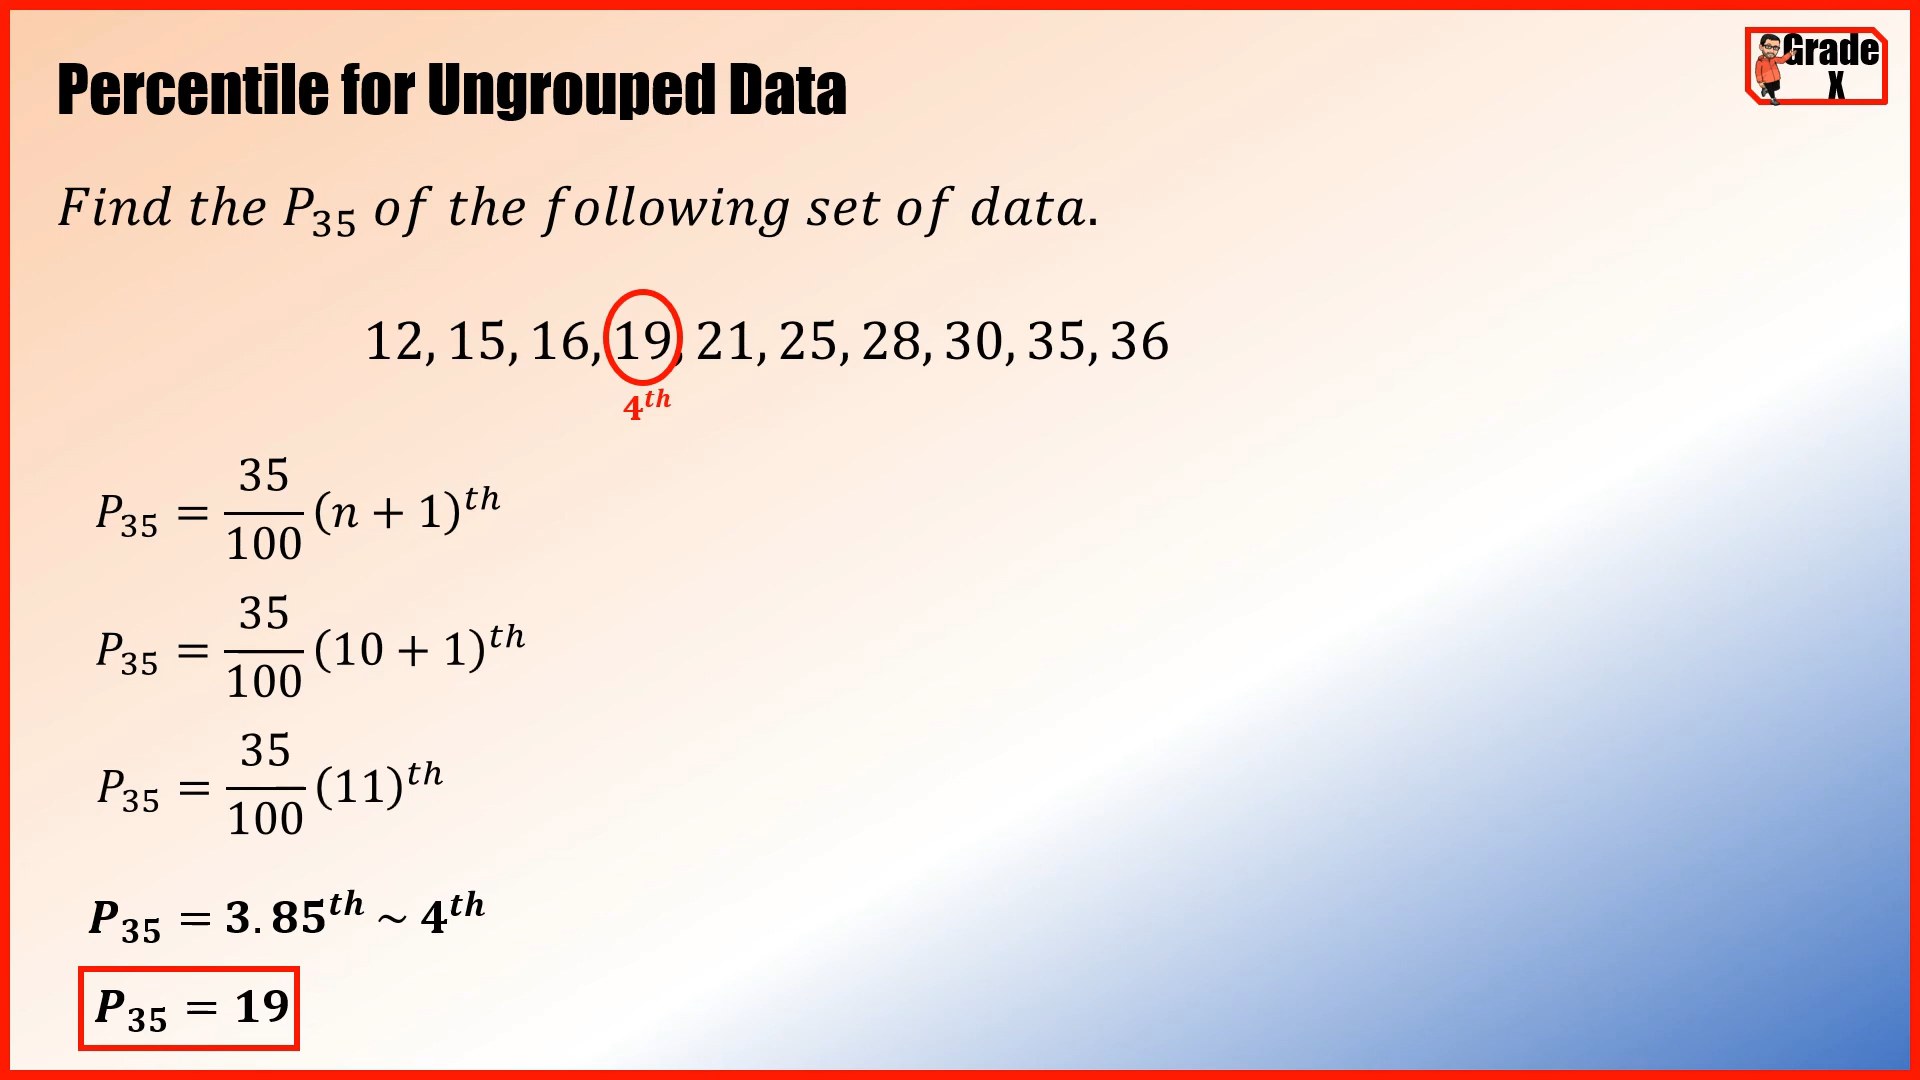 Percentile for Ungrouped Data
Grade
X
Find the P₃₅ of the following set of data.
12, 15, 16, 19, 21, 25, 28, 30, 35, 36
4ᵗʰ
P₃₅ = 35/100 (n + 1)ᵗʰ
P₃₅ = 35/100 (10 + 1)ᵗʰ
P₃₅ = 35/100 (11)ᵗʰ
P₃₅ = 3.85ᵗʰ ~ 4ᵗʰ
P₃₅ = 19